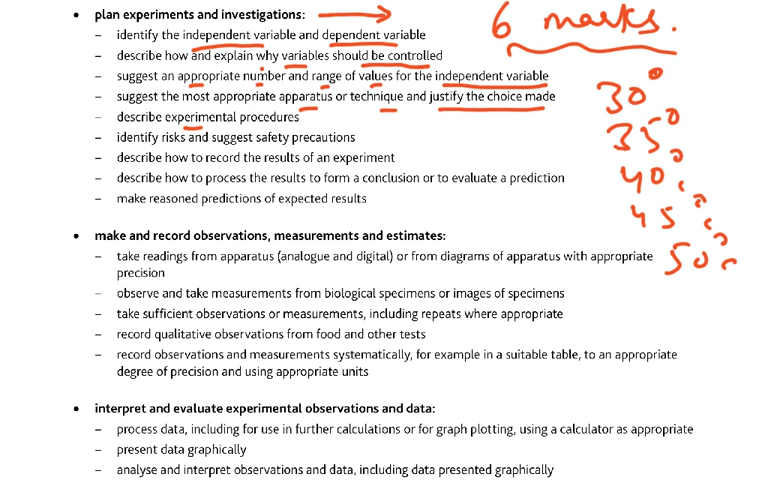 • plan experiments and investigations:
6 marks.
– identify the independent variable and dependent variable
– describe how and explain why variables should be controlled
– suggest an appropriate number and range of values for the independent variable
30°
– suggest the most appropriate apparatus or technique and justify the choice made
– describe experimental procedures
35°
– identify risks and suggest safety precautions
– describe how to record the results of an experiment
– describe how to process the results to form a conclusion or to evaluate a prediction
40°c
– make reasoned predictions of expected results
45°c
• make and record observations, measurements and estimates:
– take readings from apparatus (analogue and digital) or from diagrams of apparatus with appropriate
50°c
precision
– observe and take measurements from biological specimens or images of specimens
– take sufficient observations or measurements, including repeats where appropriate
– record qualitative observations from food and other tests
– record observations and measurements systematically, for example in a suitable table, to an appropriate
degree of precision and using appropriate units
• interpret and evaluate experimental observations and data:
– process data, including for use in further calculations or for graph plotting, using a calculator as appropriate
– present data graphically
– analyse and interpret observations and data, including data presented graphically